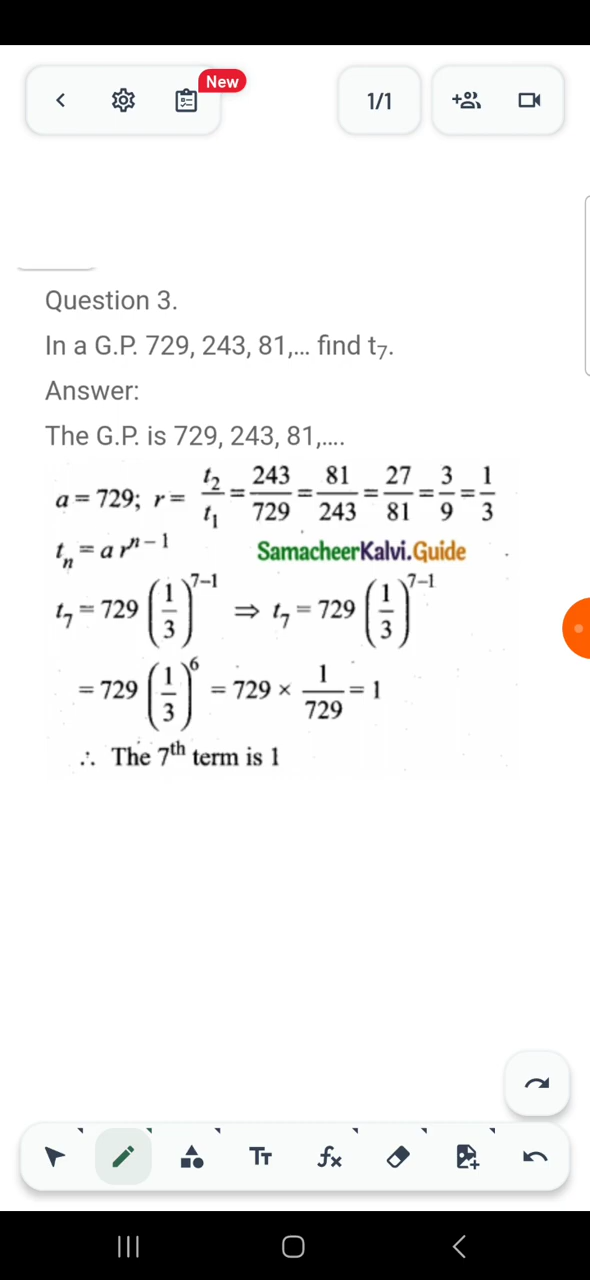 New
1/1
Question 3.
In a G.P. 729, 243, 81,... find t₇.
Answer:
The G.P. is 729, 243, 81,....
a = 729; r = t₂/t₁ = 243/729 = 81/243 = 27/81 = 3/9 = 1/3
tₙ = a rⁿ⁻¹ SamacheerKalvi.Guide
t₇ = 729 (1/3)⁷⁻¹ ⇒ t₇ = 729 (1/3)⁷⁻¹
= 729 (1/3)⁶ = 729 × 1/729 = 1
∴ The 7ᵗʰ term is 1
TT
fx